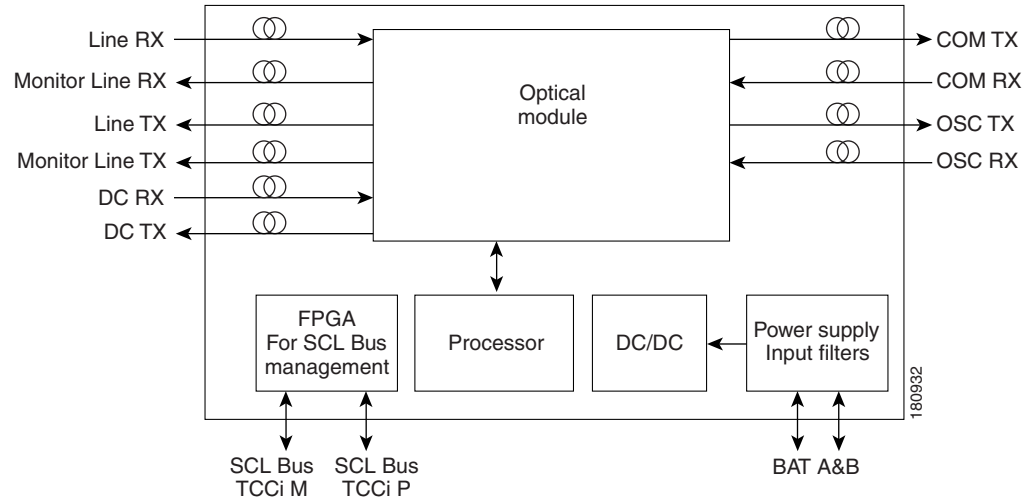 Line RX
Monitor Line RX
Line TX
Monitor Line TX
DC RX
DC TX
Optical
module
COM TX
COM RX
OSC TX
OSC RX
FPGA
For SCL Bus
management
Processor
DC/DC
Power supply
Input filters
180932
SCL Bus
TCCi M
SCL Bus
TCCi P
BAT A&B